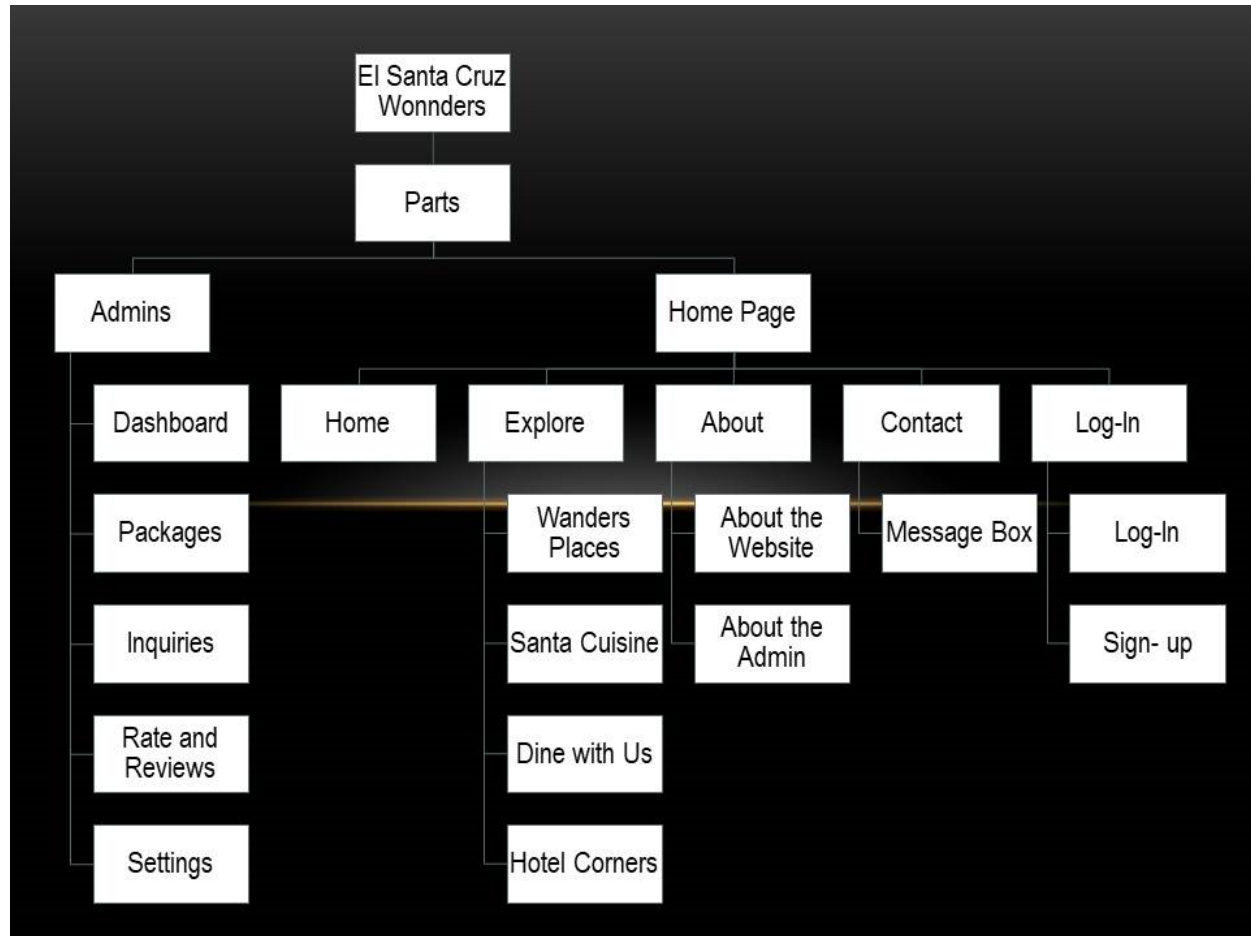 El Santa Cruz
Wonnders
Parts
Admins
Home Page
Dashboard
Home
Explore
About
Contact
Log-In
Packages
Wanders
Places
About the
Website
Message Box
Log-In
Inquiries
Santa Cuisine
About the
Admin
Sign- up
Rate and
Reviews
Dine with Us
Settings
Hotel Corners